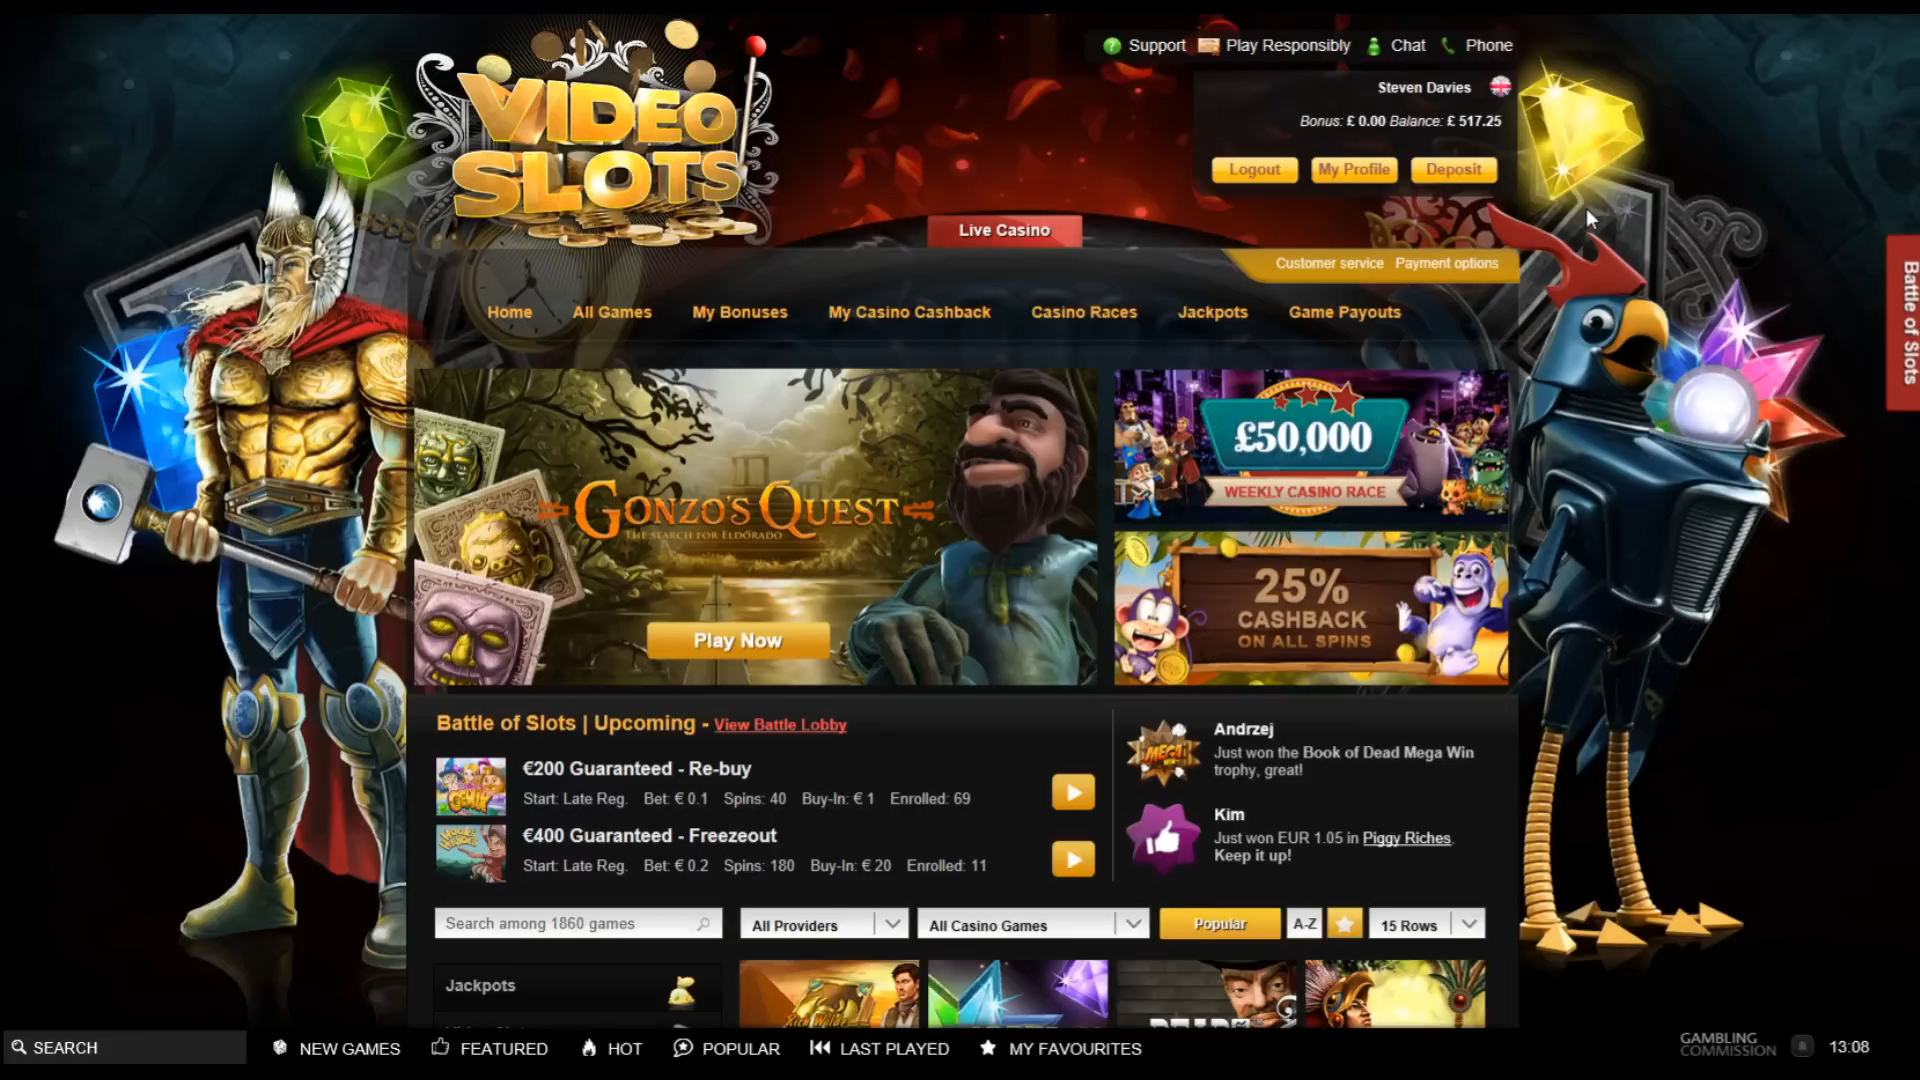 VIDEO
SLOTS
Support Play Responsibly Chat Phone
Steven Davies
Bonus: £ 0.00 Balance: £ 517.25
Logout My Profile Deposit
Live Casino
Customer service Payment options
Battle of Slots
Home All Games My Bonuses My Casino Cashback Casino Races Jackpots Game Payouts
GONZO'S QUEST
THE SEARCH FOR ELDORADO
Play Now
£50,000
WEEKLY CASINO RACE
25%
CASHBACK
ON ALL SPINS
Battle of Slots | Upcoming - View Battle Lobby
€200 Guaranteed - Re-buy
Start: Late Reg. Bet: € 0.1 Spins: 40 Buy-In: € 1 Enrolled: 69
€400 Guaranteed - Freezeout
Start: Late Reg. Bet: € 0.2 Spins: 180 Buy-In: € 20 Enrolled: 11
MEGA
Andrzej
Just won the Book of Dead Mega Win
trophy, great!
Kim
Just won EUR 1.05 in Piggy Riches.
Keep it up!
Search among 1860 games All Providers All Casino Games Popular A-Z 15 Rows
Jackpots
SEARCH NEW GAMES FEATURED HOT POPULAR LAST PLAYED MY FAVOURITES
GAMBLING
COMMISSION
13:08